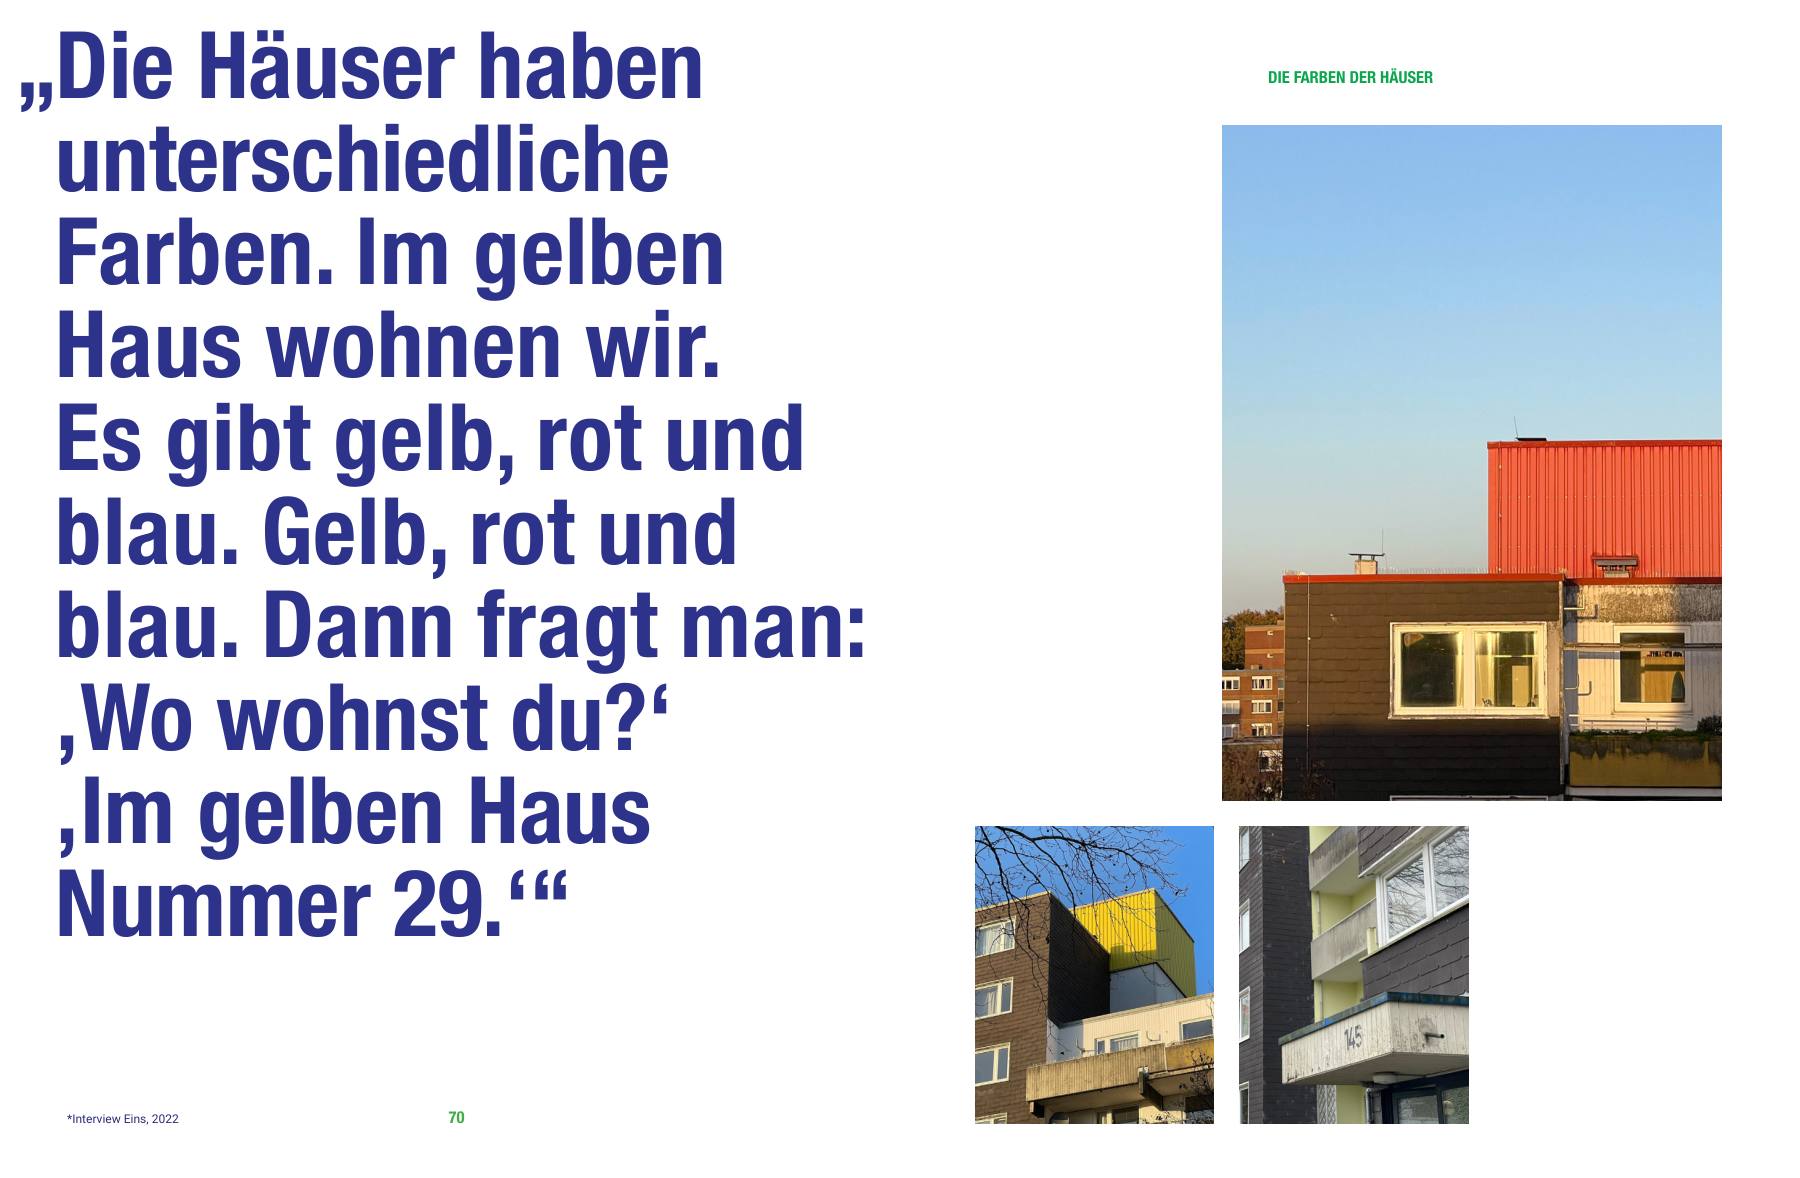 „Die Häuser haben
unterschiedliche
Farben. Im gelben
Haus wohnen wir.
Es gibt gelb, rot und
blau. Gelb, rot und
blau. Dann fragt man:
‚Wo wohnst du?‘
‚Im gelben Haus
Nummer 29.‘“
*Interview Eins, 2022
70
DIE FARBEN DER HÄUSER
145